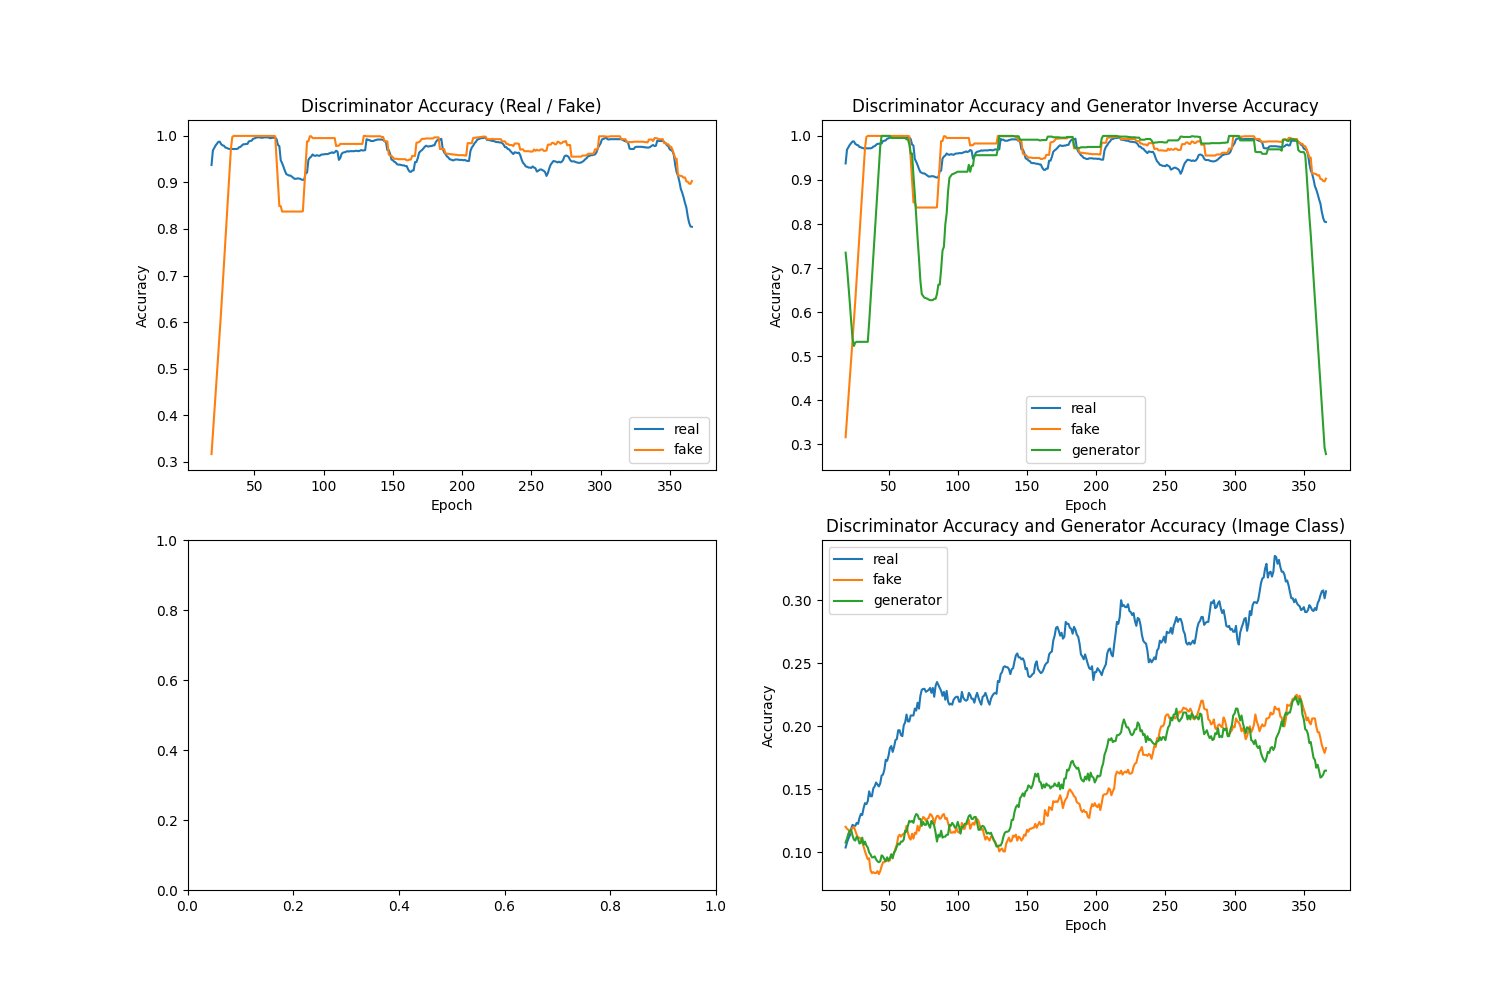 Discriminator Accuracy (Real / Fake)
1.0
0.9
0.8
0.7
0.6
0.5
0.4
0.3
Accuracy
50 100 150 200 250 300 350
Epoch
real
fake
Discriminator Accuracy and Generator Inverse Accuracy
1.0
0.9
0.8
0.7
0.6
0.5
0.4
0.3
Accuracy
50 100 150 200 250 300 350
Epoch
real
fake
generator
1.0
0.8
0.6
0.4
0.2
0.0
0.0 0.2 0.4 0.6 0.8 1.0
Discriminator Accuracy and Generator Accuracy (Image Class)
0.30
0.25
0.20
0.15
0.10
Accuracy
50 100 150 200 250 300 350
Epoch
real
fake
generator